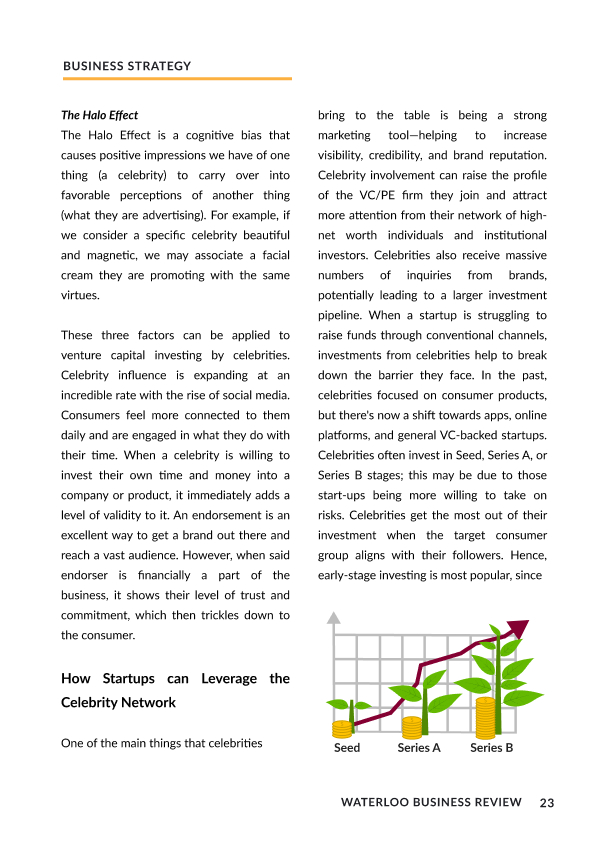 BUSINESS STRATEGY
The Halo Effect
The Halo Effect is a cognitive bias that
causes positive impressions we have of one
thing (a celebrity) to carry over into
favorable perceptions of another thing
(what they are advertising). For example, if
we consider a specific celebrity beautiful
and magnetic, we may associate a facial
cream they are promoting with the same
virtues.
These three factors can be applied to
venture capital investing by celebrities.
Celebrity influence is expanding at an
incredible rate with the rise of social media.
Consumers feel more connected to them
daily and are engaged in what they do with
their time. When a celebrity is willing to
invest their own time and money into a
company or product, it immediately adds a
level of validity to it. An endorsement is an
excellent way to get a brand out there and
reach a vast audience. However, when said
endorser is financially a part of the
business, it shows their level of trust and
commitment, which then trickles down to
the consumer.
How Startups can Leverage the
Celebrity Network
One of the main things that celebrities
bring to the table is being a strong
marketing tool—helping to increase
visibility, credibility, and brand reputation.
Celebrity involvement can raise the profile
of the VC/PE firm they join and attract
more attention from their network of high-
net worth individuals and institutional
investors. Celebrities also receive massive
numbers of inquiries from brands,
potentially leading to a larger investment
pipeline. When a startup is struggling to
raise funds through conventional channels,
investments from celebrities help to break
down the barrier they face. In the past,
celebrities focused on consumer products,
but there's now a shift towards apps, online
platforms, and general VC-backed startups.
Celebrities often invest in Seed, Series A, or
Series B stages; this may be due to those
start-ups being more willing to take on
risks. Celebrities get the most out of their
investment when the target consumer
group aligns with their followers. Hence,
early-stage investing is most popular, since
Seed Series A Series B
WATERLOO BUSINESS REVIEW 23